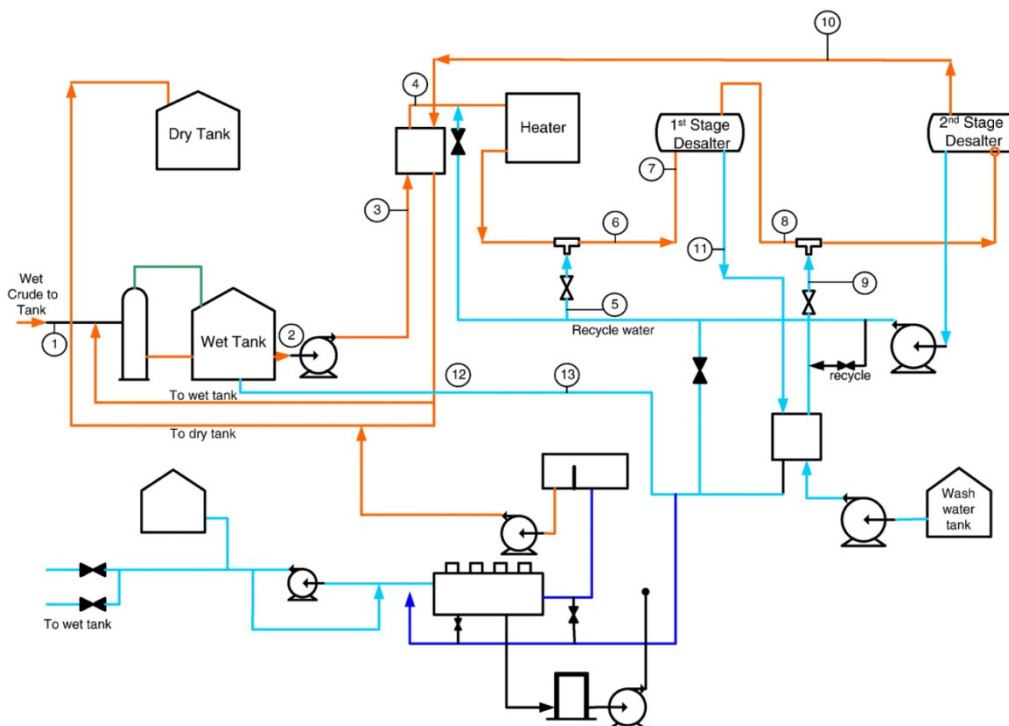 10
4
Dry Tank
Heater
1st Stage
Desalter
2nd Stage
Desalter
7
3
6
8
11
9
Wet
Crude to
Tank
5
Recycle water
1
Wet Tank
2
recycle
12
13
To wet tank
To dry tank
Wash
water
tank
To wet tank